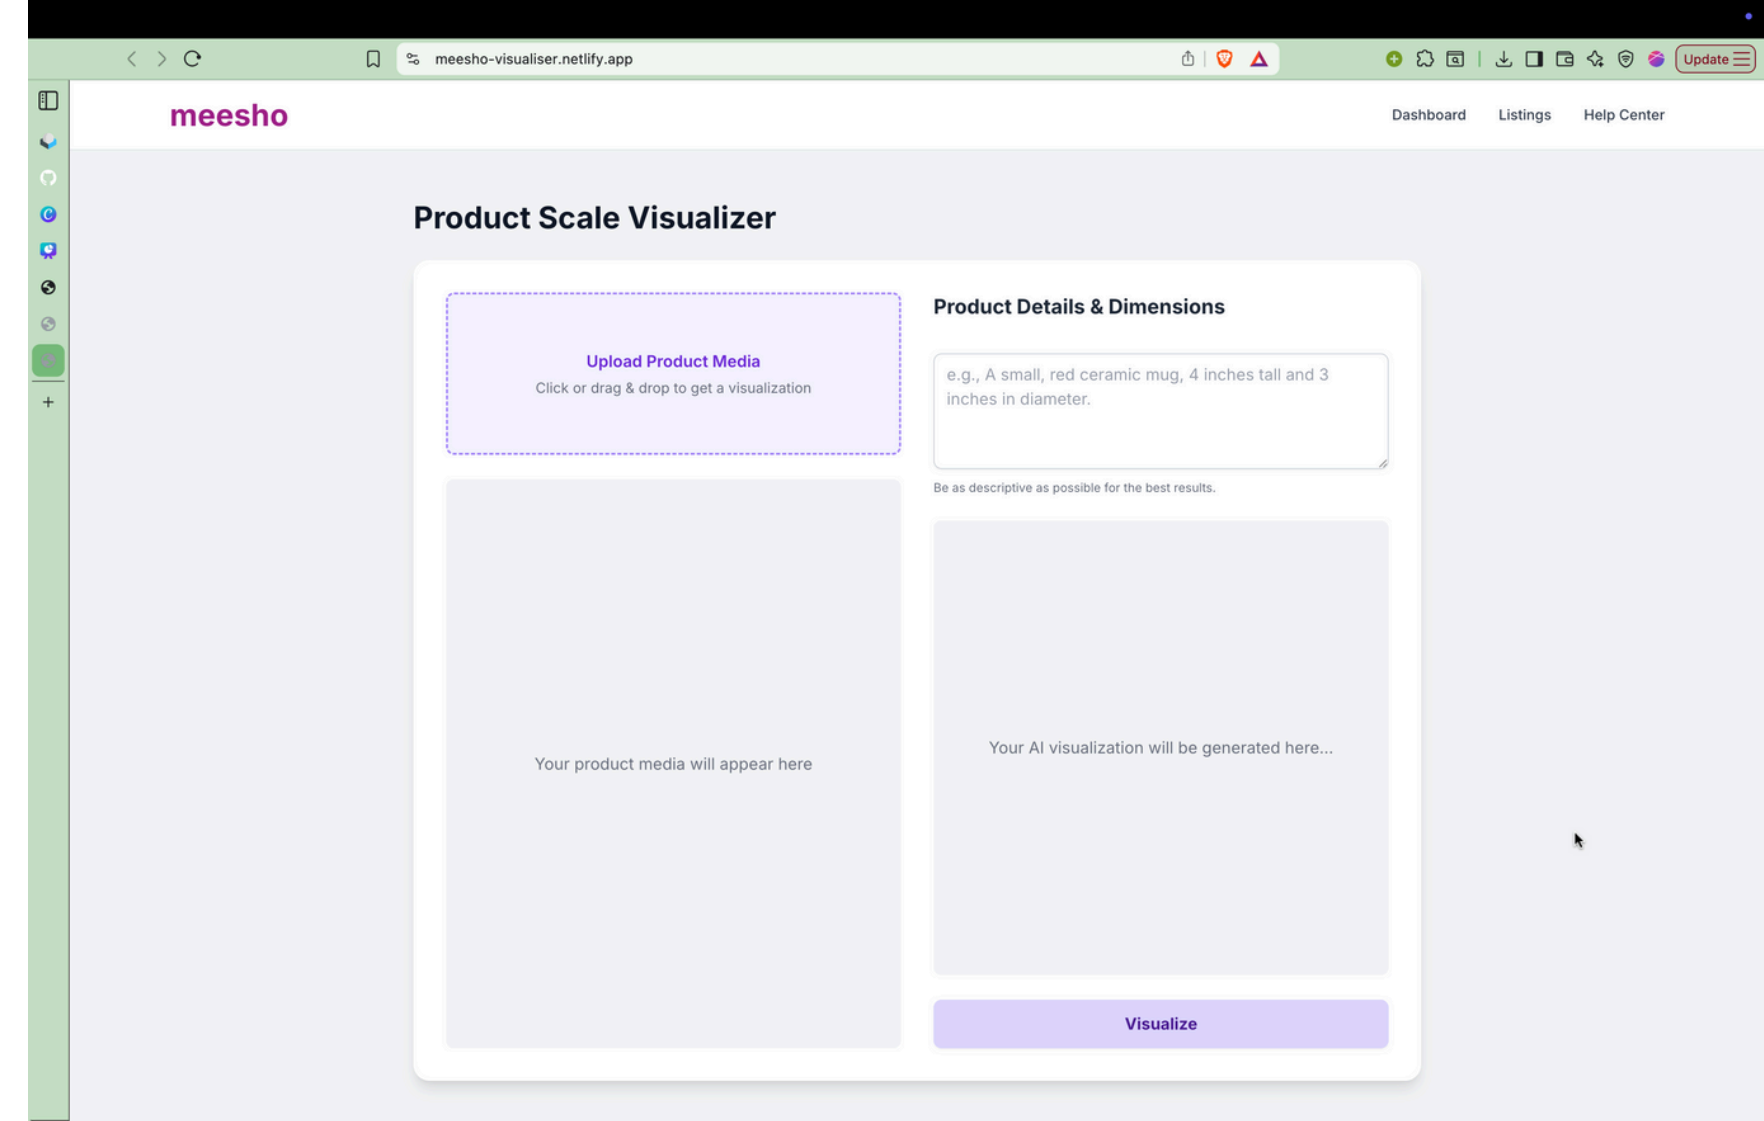 meesho-visualiser.netlify.app
Update
meesho
Dashboard
Listings
Help Center
Product Scale Visualizer
Upload Product Media
Click or drag & drop to get a visualization
Your product media will appear here
Product Details & Dimensions
e.g., A small, red ceramic mug, 4 inches tall and 3
inches in diameter.
Be as descriptive as possible for the best results.
Your AI visualization will be generated here...
Visualize